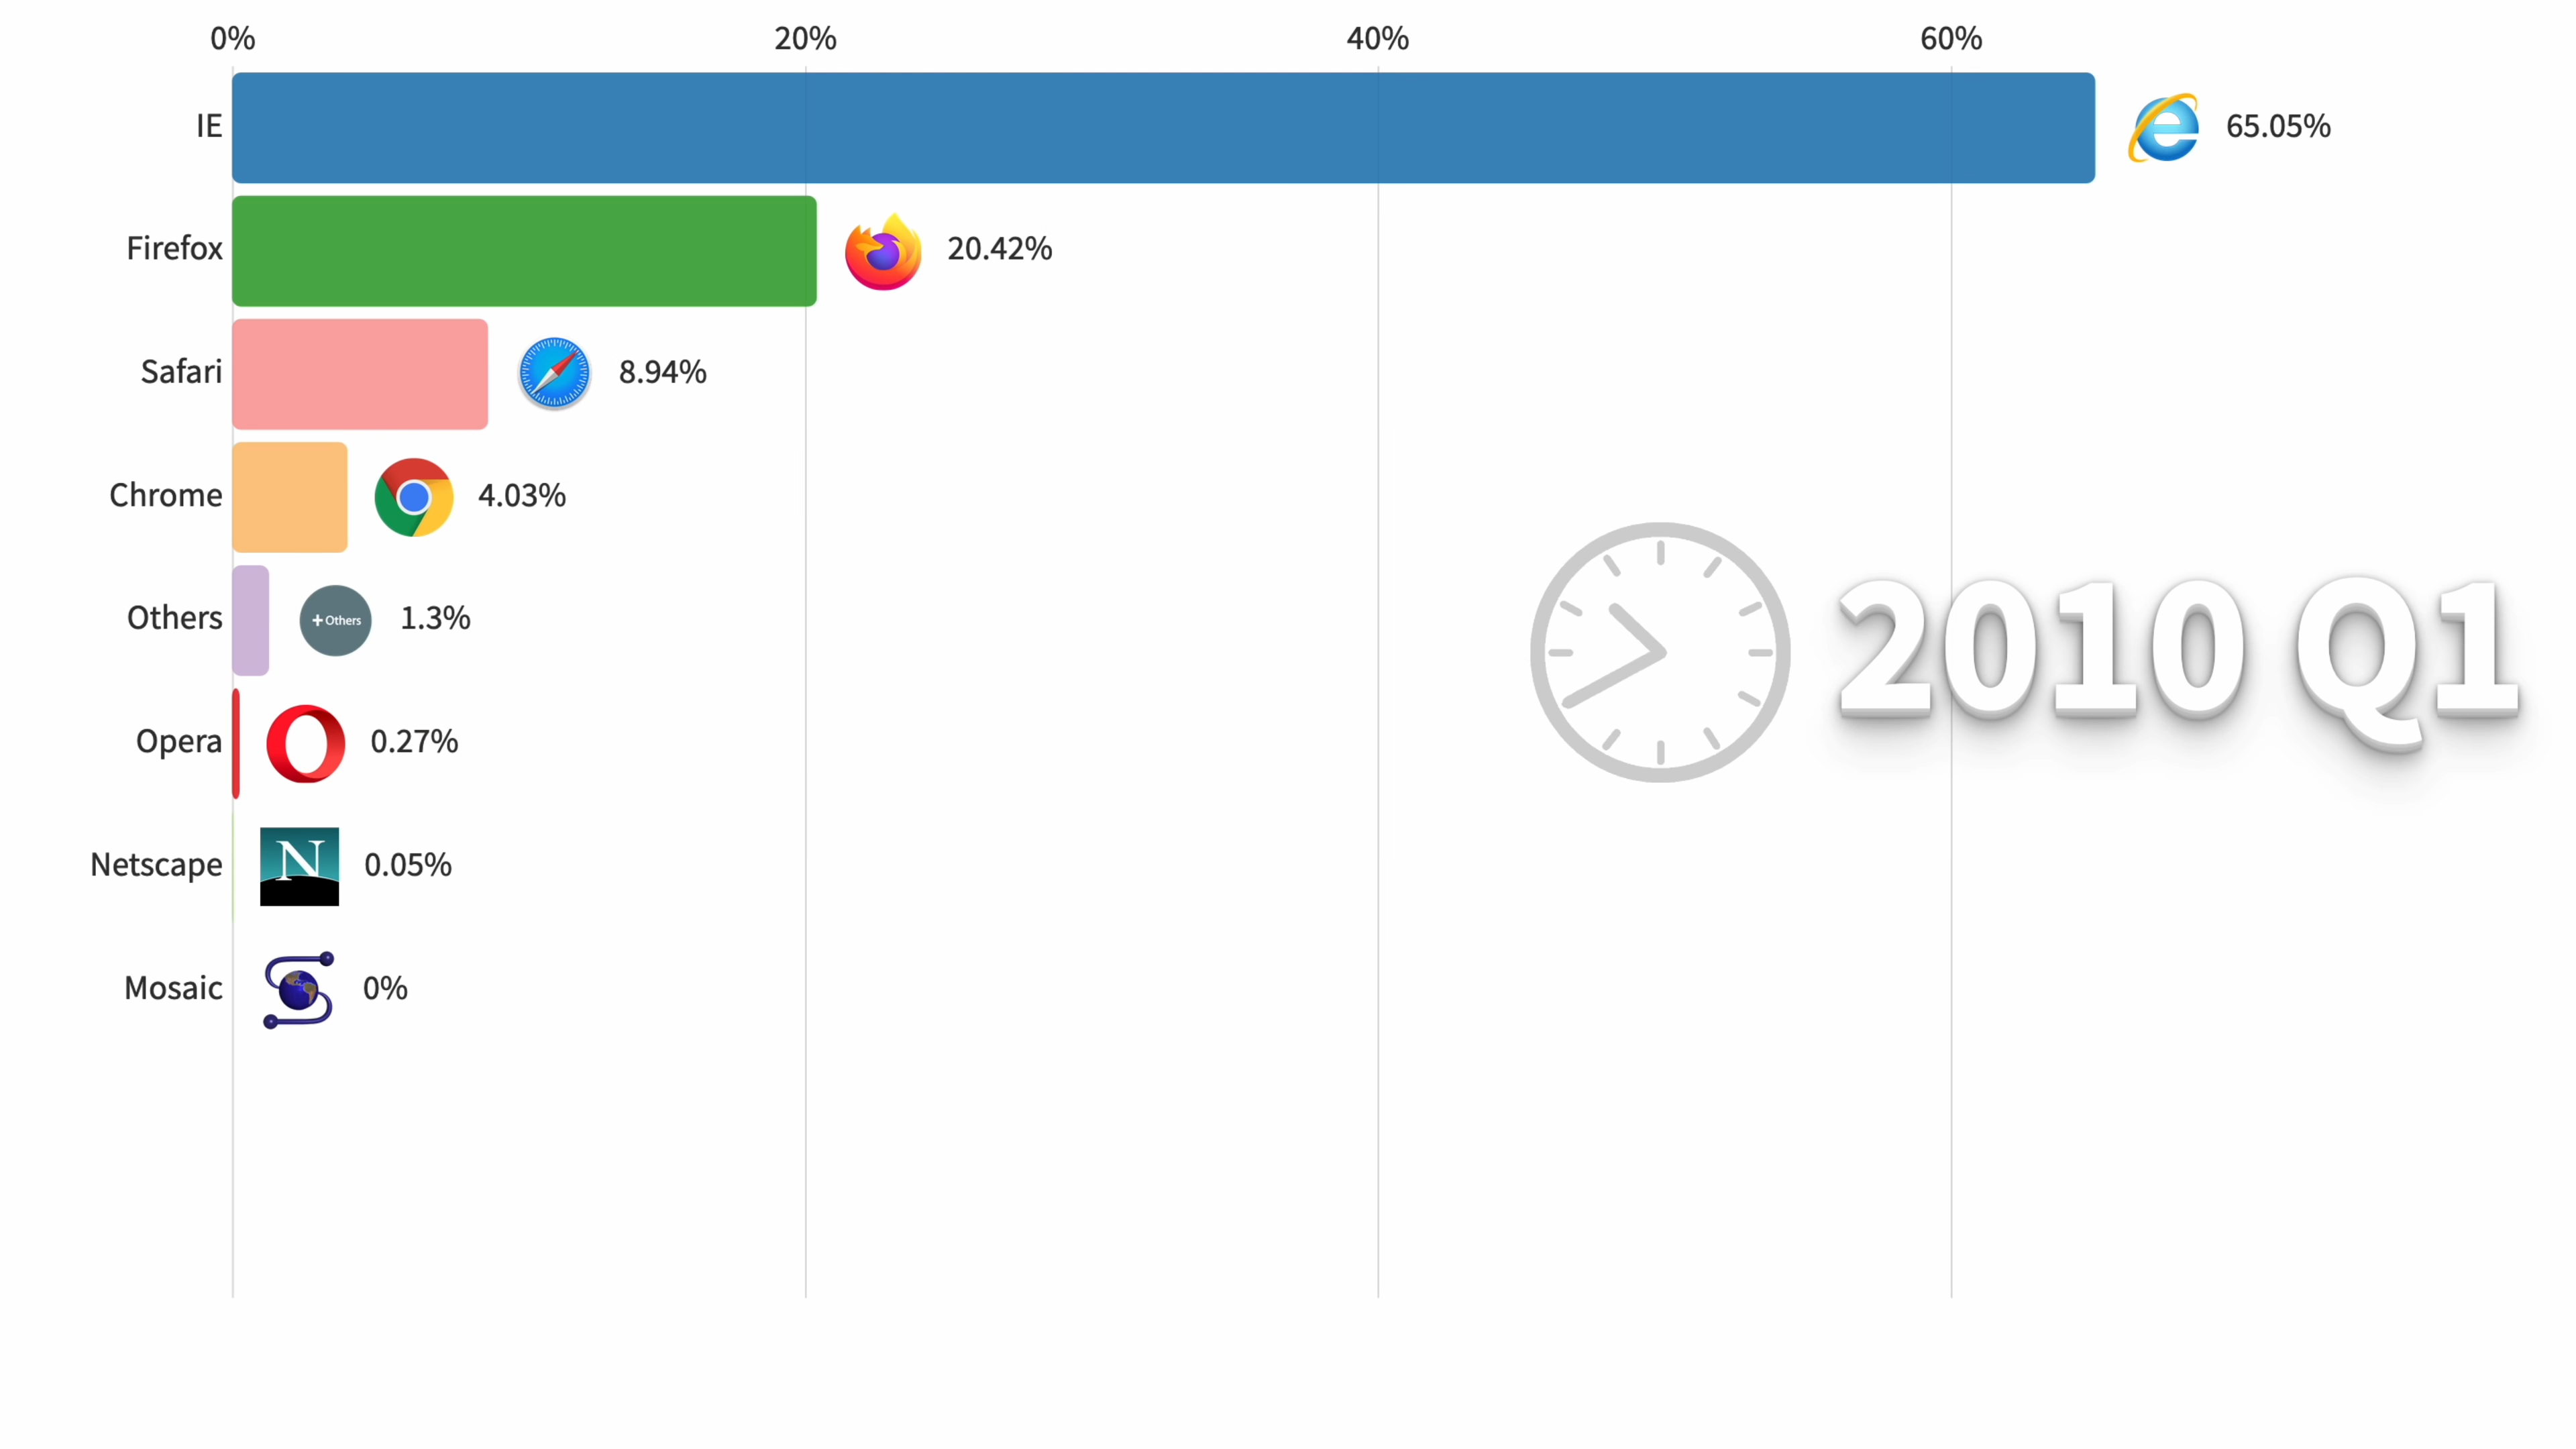 0% 20% 40% 60%
IE 65.05%
Firefox 20.42%
Safari 8.94%
Chrome 4.03%
Others +Others 1.3%
Opera 0.27%
2010 Q1
Netscape N 0.05%
Mosaic 0%